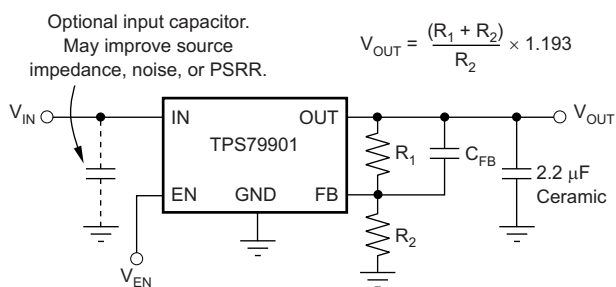 Optional input capacitor.
May improve source
impedance, noise, or PSRR.
V_OUT = (R_1 + R_2) / R_2 × 1.193
V_IN
IN
OUT
V_OUT
TPS79901
R_1
C_FB
2.2 μF
Ceramic
EN
GND
FB
R_2
V_EN